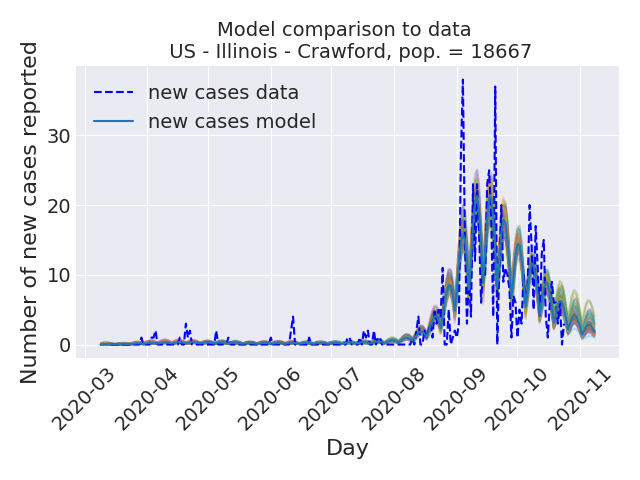 Model comparison to data
US - Illinois - Crawford, pop. = 18667
Number of new cases reported
new cases data
new cases model
30
20
10
0
2020-03
2020-04
2020-05
2020-06
2020-07
2020-08
2020-09
2020-10
2020-11
Day